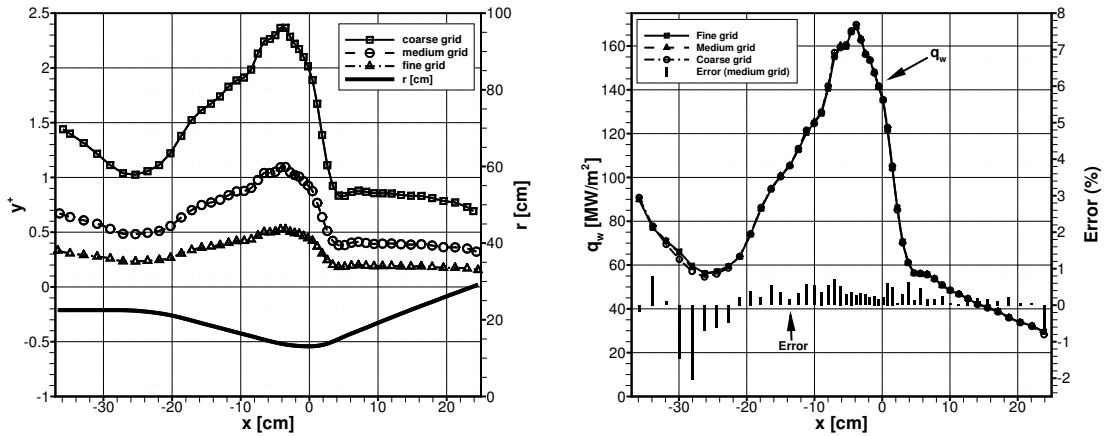 2.5
2
1.5
1
0.5
0
-0.5
-1
y+
-30
-20
-10
0
10
20
x [cm]
100
80
60
40
20
0
r [cm]
coarse grid
medium grid
fine grid
r [cm]
160
140
120
100
80
60
40
20
0
q_w [MW/m²]
-30
-20
-10
0
10
20
x [cm]
8
7
6
5
4
3
2
1
0
-1
-2
Error (%)
Fine grid
Medium grid
Coarse grid
Error (medium grid)
q_w
Error